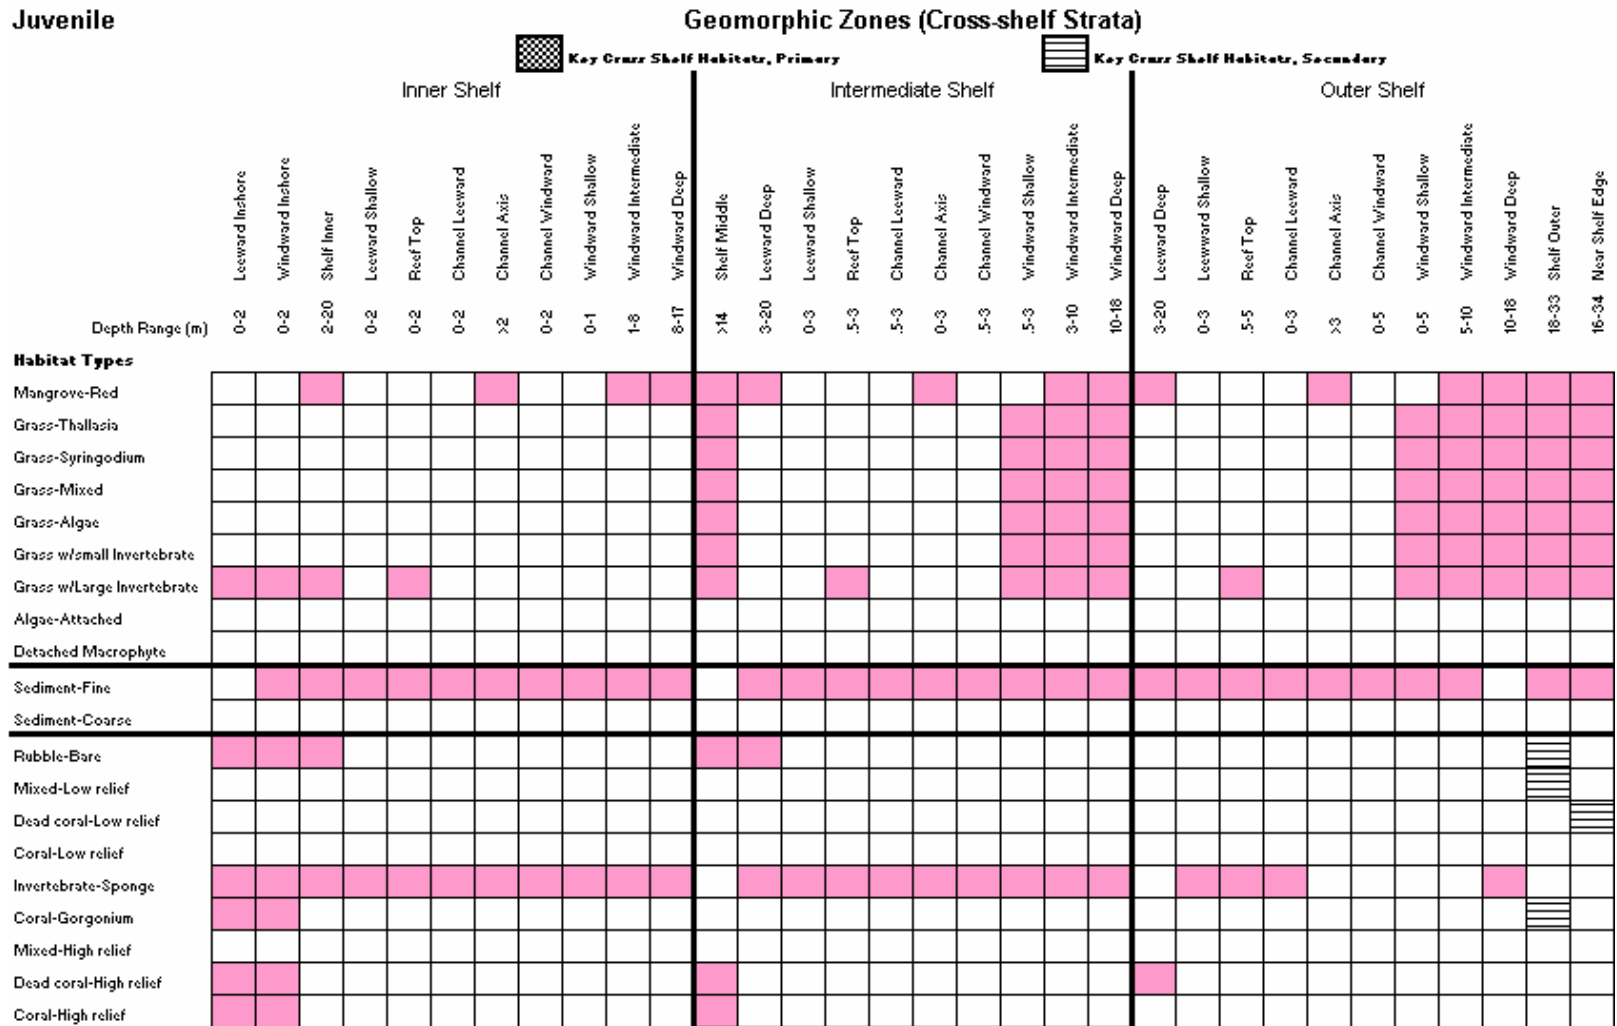 Juvenile
Geomorphic Zones (Cross-shelf Strata)
Key Cross Shelf Habitats, Primary
Key Cross Shelf Habitats, Secondary
Inner Shelf
Intermediate Shelf
Outer Shelf
Leeward Inshore
Windward Inshore
Shelf Inner
Leeward Shallow
Reef Top
Channel Leeward
Channel Axis
Channel Windward
Windward Shallow
Windward Intermediate
Windward Deep
Shelf Middle
Leeward Deep
Leeward Shallow
Reef Top
Channel Leeward
Channel Axis
Channel Windward
Windward Shallow
Windward Intermediate
Windward Deep
Leeward Deep
Leewward Shallow
Reef Top
Channel Leeward
Channel Axis
Channel Windward
Windward Shallow
Windward Intermediate
Windward Deep
Shelf Outer
Near Shelf Edge
Depth Range (m)
0-2
0-2
2-20
0-2
0-2
0-2
>2
0-2
0-1
1-8
8-17
>14
3-20
0-3
.5-3
.5-3
0-3
.5-3
.5-3
3-10
10-18
3-20
0-3
.5-5
0-3
>3
0-5
0-5
5-10
10-18
18-33
16-34
Habitat Types
Mangrove-Red
Grass-Thallasia
Grass-Syringodium
Grass-Mixed
Grass-Algae
Grass w/small Invertebrate
Grass w/Large Invertebrate
Algae-Attached
Detached Macrophyte
Sediment-Fine
Sediment-Coarse
Rubble-Bare
Mixed-Low relief
Dead coral-Low relief
Coral-Low relief
Invertebrate-Sponge
Coral-Gorgonium
Mixed-High relief
Dead coral-High relief
Coral-High relief